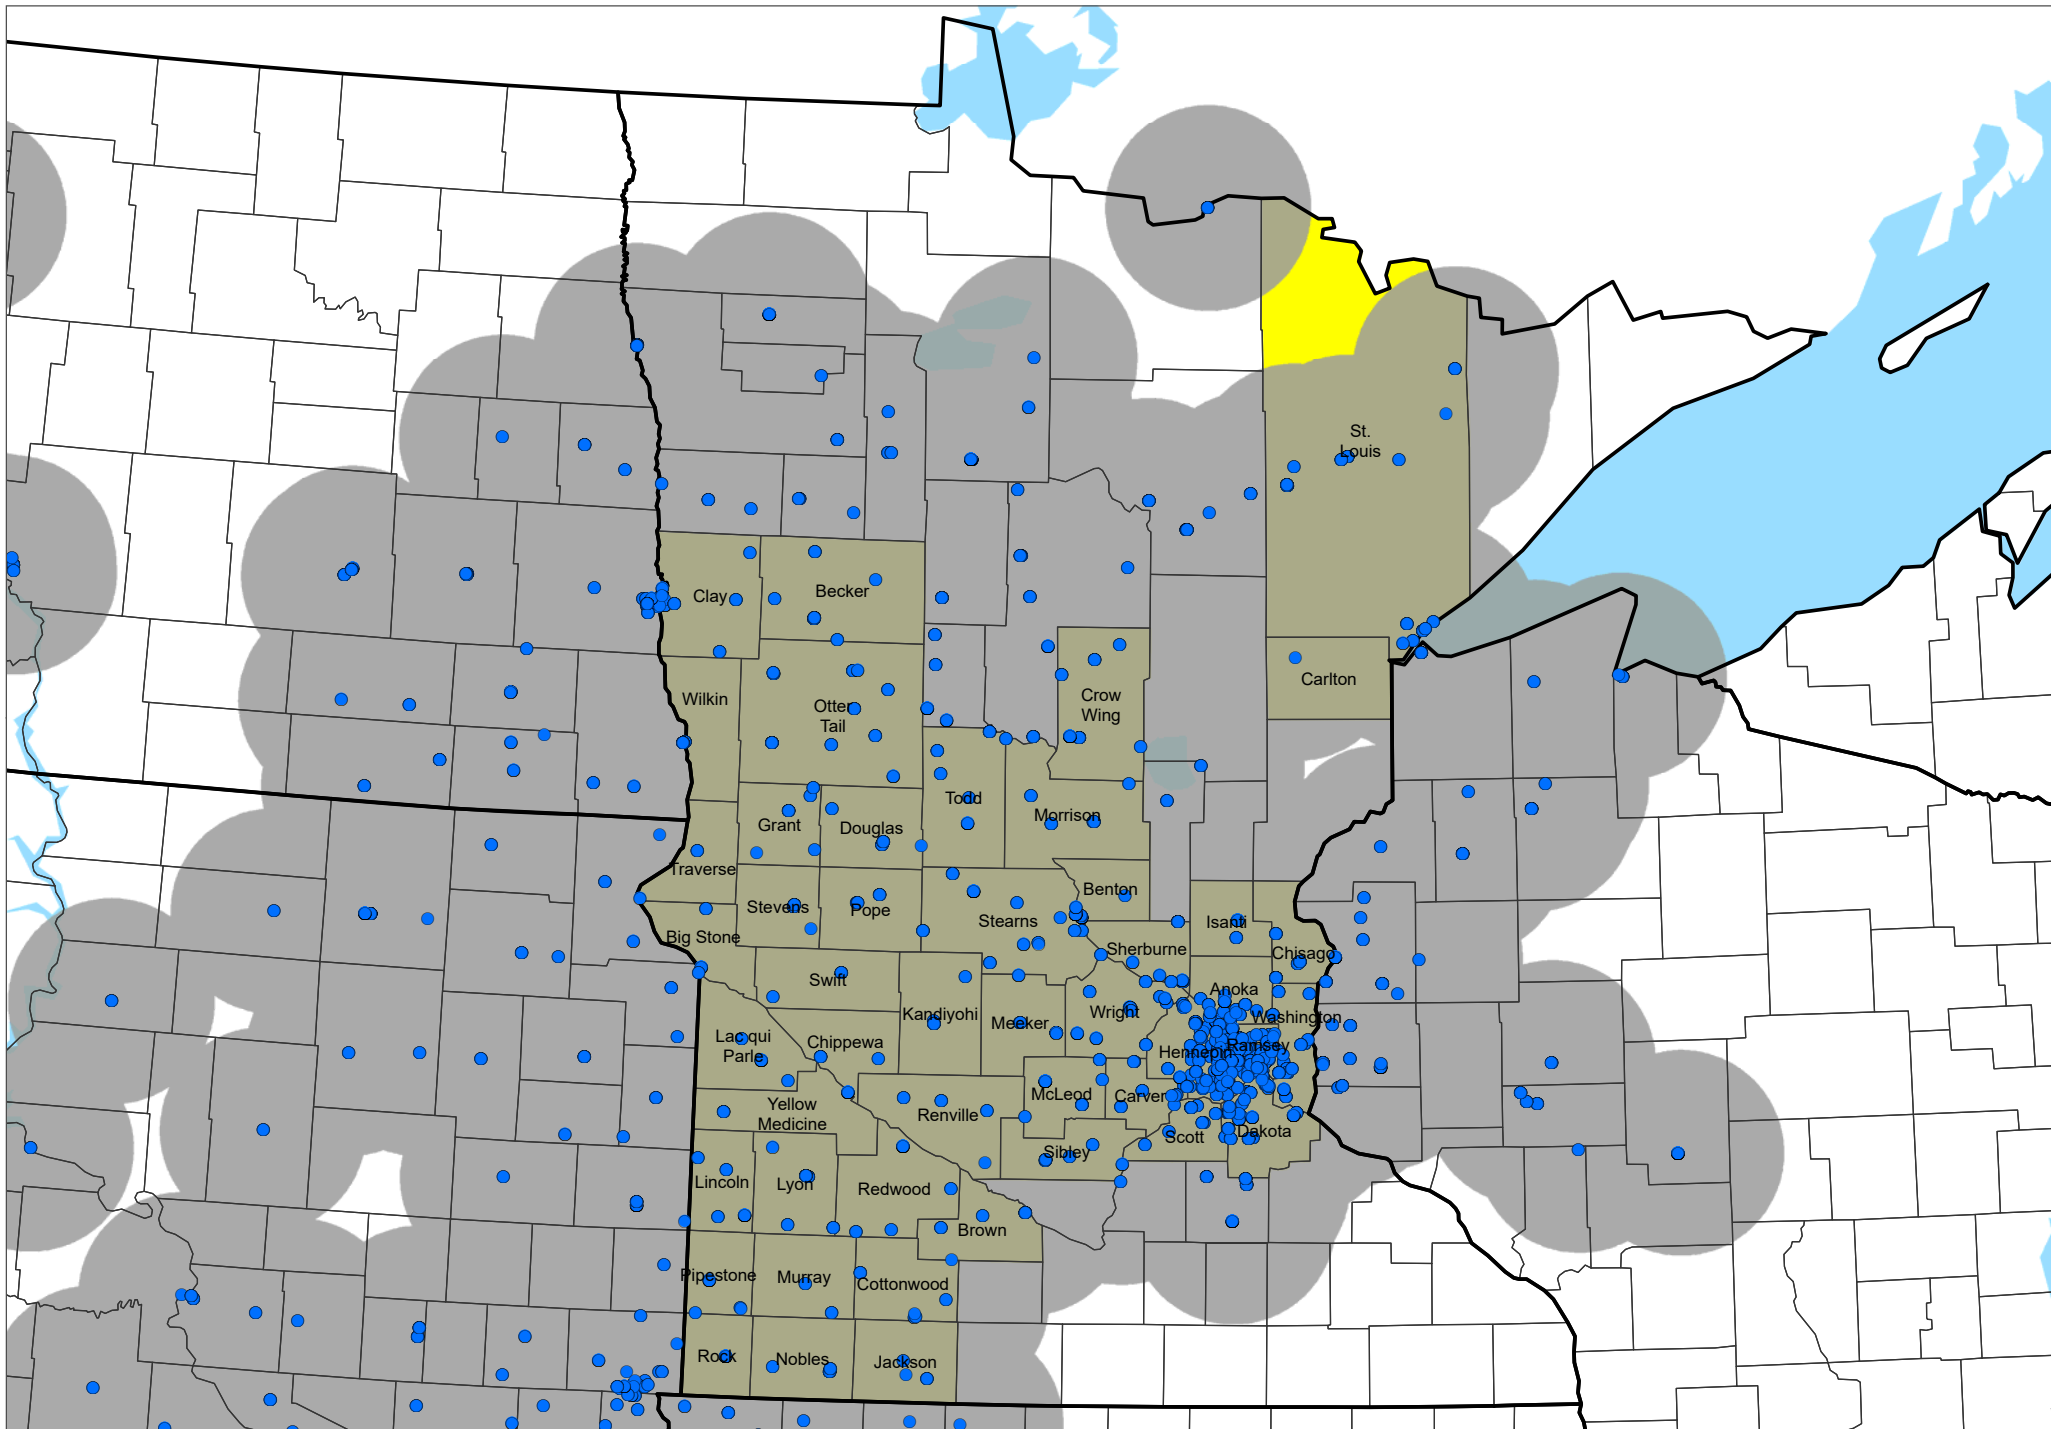 St.
Louis
Clay
Becker
Carlton
Wilkin
Otter
Tail
Crow
Wing
Todd
Morrison
Grant
Douglas
Traverse
Benton
Stevens
Pope
Stearns
Isanti
Big Stone
Sherburne
Chisago
Swift
Anoka
Kandiyohi
Meeker
Wright
Washington
Lac qui
Parle
Chippewa
Hennepin
Ramsey
McLeod
Carver
Yellow
Medicine
Renville
Scott
Dakota
Sibley
Lincoln
Lyon
Redwood
Brown
Pipestone
Murray
Cottonwood
Rock
Nobles
Jackson